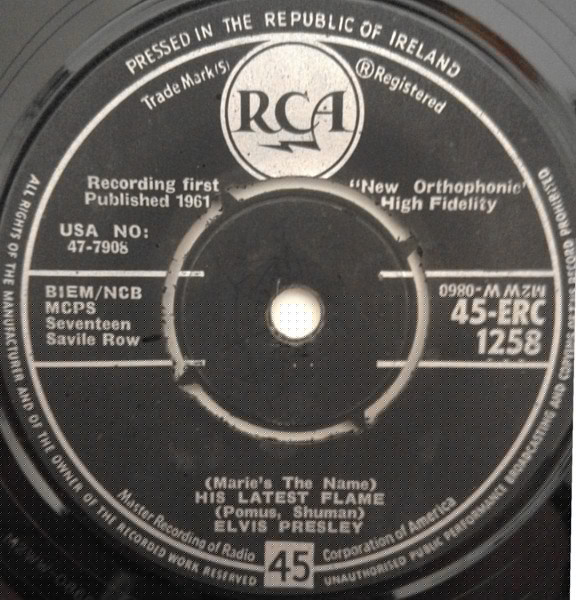 PRESSED IN THE REPUBLIC OF IRELAND
Trade Mark(S)
®Registered
RCA
Recording first
Published 1961
"New Orthophonic"
High Fidelity
USA NO:
47-7908
BIEM/NCB
MCPS
Seventeen
Savile Row
M2W W-0860
45-ERC
1258
(Marie's The Name)
HIS LATEST FLAME
(Pomus, Shuman)
ELVIS PRESLEY
Master Recording of Radio Corporation of America
45
ALL RIGHTS OF THE MANUFACTURER AND OF THE OWNER OF THE RECORDED WORK RESERVED
UNAUTHORISED PUBLIC PERFORMANCE BROADCASTING AND COPYING OF THE RECORD PROHIBITED